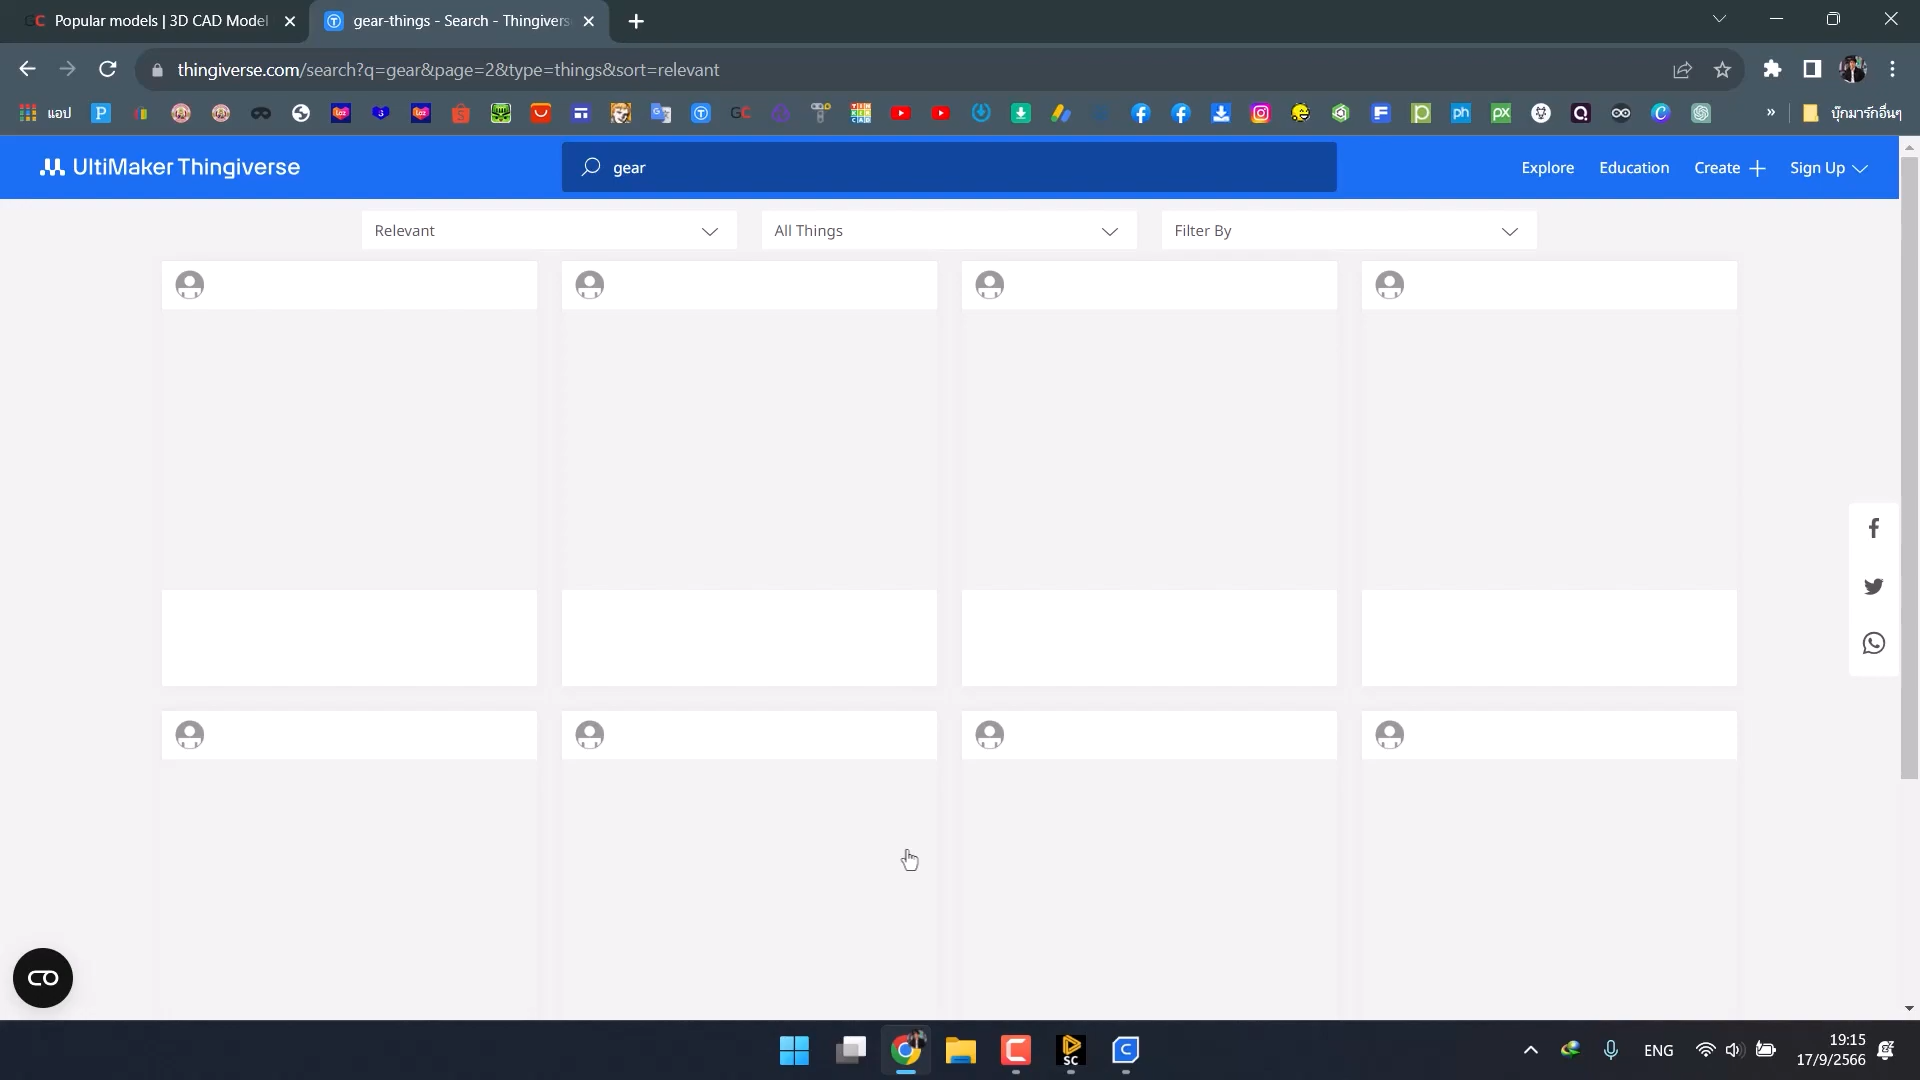 Popular models | 3D CAD Model
gear-things - Search - Thingivers
thingiverse.com/search?q=gear&page=2&type=things&sort=relevant
แอป
บุ๊กมาร์กอื่นๆ
UltiMaker Thingiverse
gear
Explore
Education
Create
Sign Up
Relevant
All Things
Filter By
ENG
19:15
17/9/2566